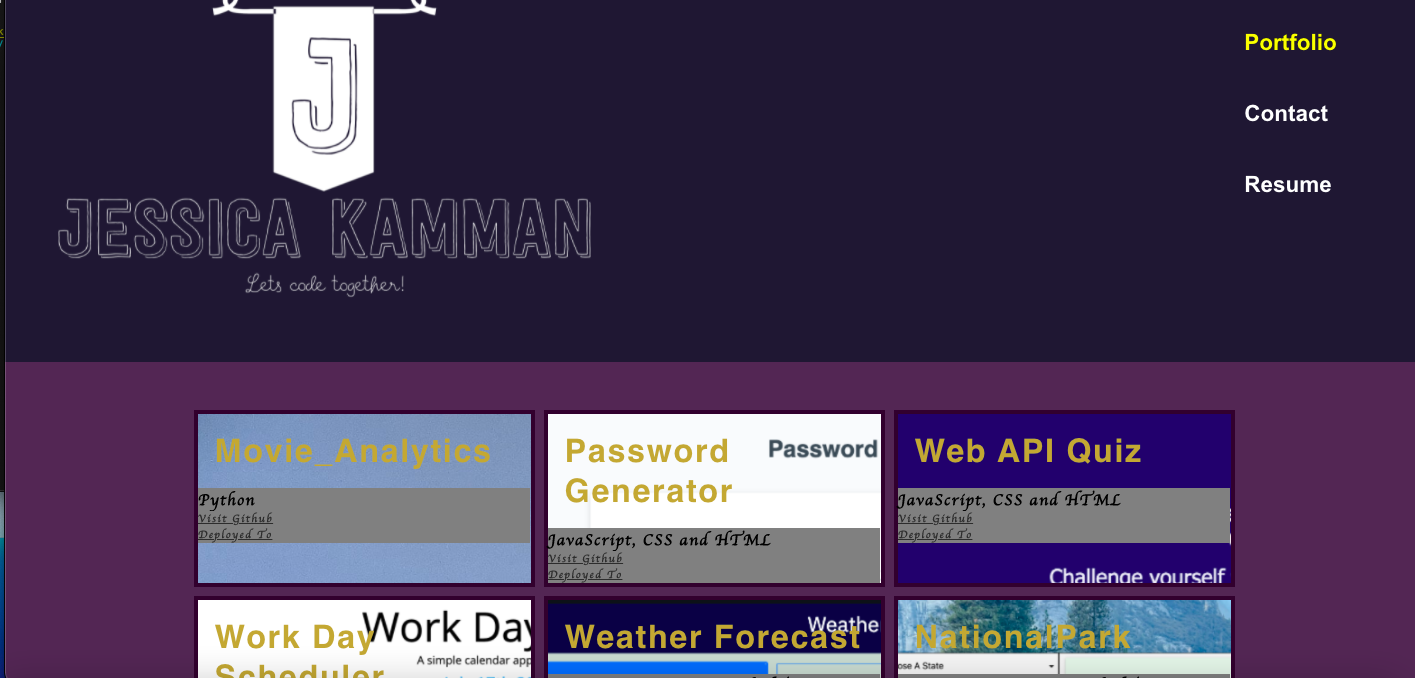 Portfolio
Contact
Resume
J
JESSICA KAMMAN
Lets code together!
Movie_Analytics
Python
Visit Github
Deployed To
Password
Generator
Password
JavaScript, CSS and HTML
Visit Github
Deployed To
Web API Quiz
JavaScript, CSS and HTML
Visit Github
Deployed To
Challenge yourself
Work Day
Scheduler
Work Day
A simple calendar app
Weather Forecast
Weathe
NationalPark
ose A State